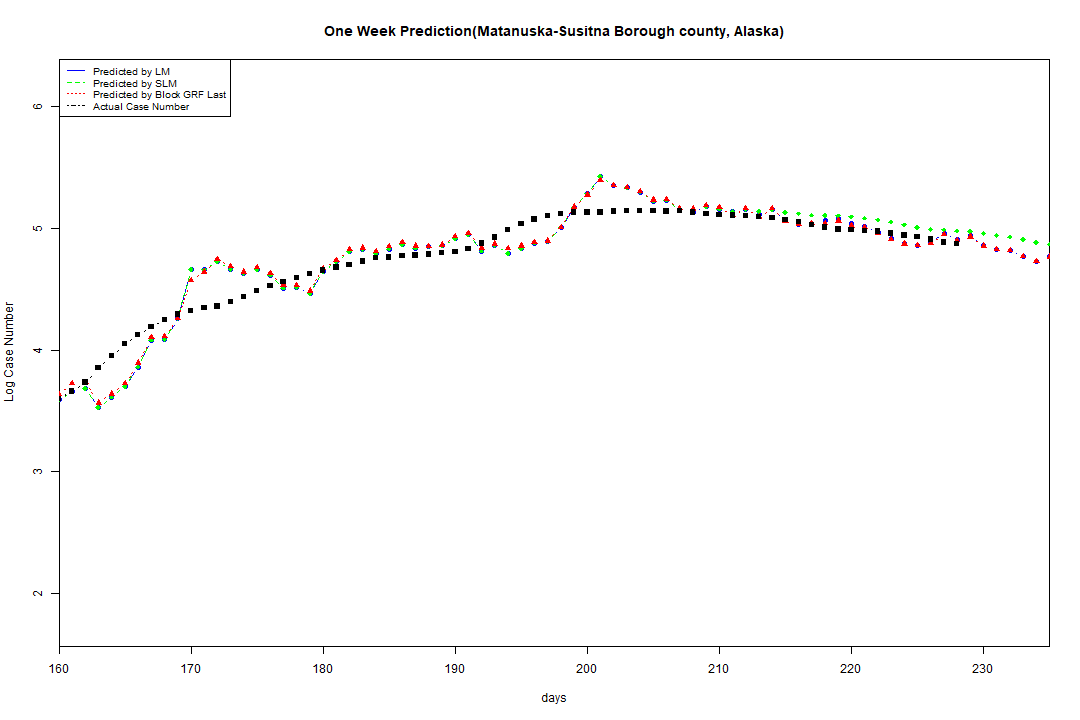 One Week Prediction(Matanuska-Susitna Borough county, Alaska)
Predicted by LM
Predicted by SLM
Predicted by Block GRF Last
Actual Case Number
6
5
4
3
2
Log Case Number
160 170 180 190 200 210 220 230
days